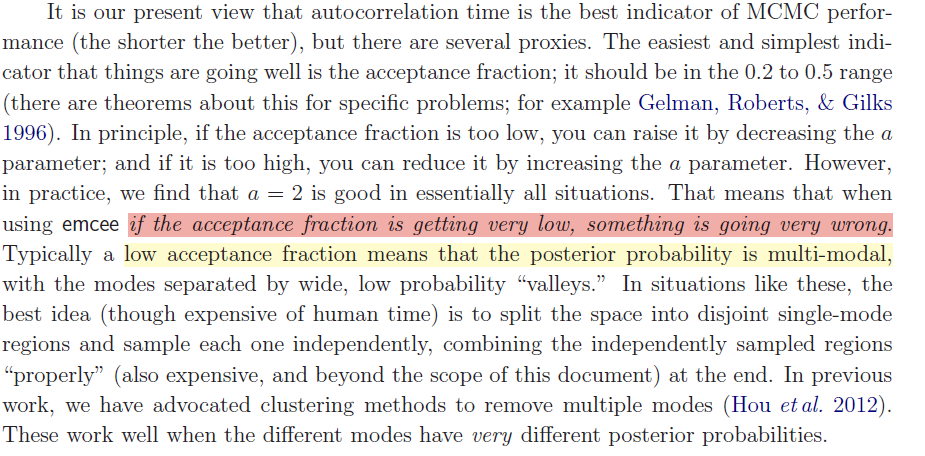 It is our present view that autocorrelation time is the best indicator of MCMC perfor-
mance (the shorter the better), but there are several proxies. The easiest and simplest indi-
cator that things are going well is the acceptance fraction; it should be in the 0.2 to 0.5 range
(there are theorems about this for specific problems; for example Gelman, Roberts, & Gilks
1996). In principle, if the acceptance fraction is too low, you can raise it by decreasing the a
parameter; and if it is too high, you can reduce it by increasing the a parameter. However,
in practice, we find that a = 2 is good in essentially all situations. That means that when
using emcee if the acceptance fraction is getting very low, something is going very wrong.
Typically a low acceptance fraction means that the posterior probability is multi-modal,
with the modes separated by wide, low probability “valleys.” In situations like these, the
best idea (though expensive of human time) is to split the space into disjoint single-mode
regions and sample each one independently, combining the independently sampled regions
“properly” (also expensive, and beyond the scope of this document) at the end. In previous
work, we have advocated clustering methods to remove multiple modes (Hou et al. 2012).
These work well when the different modes have very different posterior probabilities.